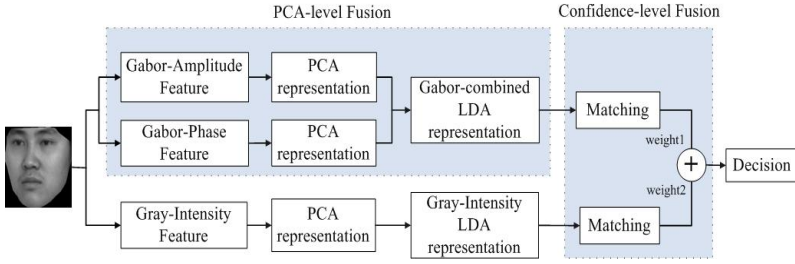 PCA-level Fusion
Confidence-level Fusion
Gabor-Amplitude
Feature
PCA
representation
Gabor-Phase
Feature
PCA
representation
Gabor-combined
LDA
representation
Matching
weight1
+
weight2
Decision
Gray-Intensity
Feature
PCA
representation
Gray-Intensity
LDA
representation
Matching